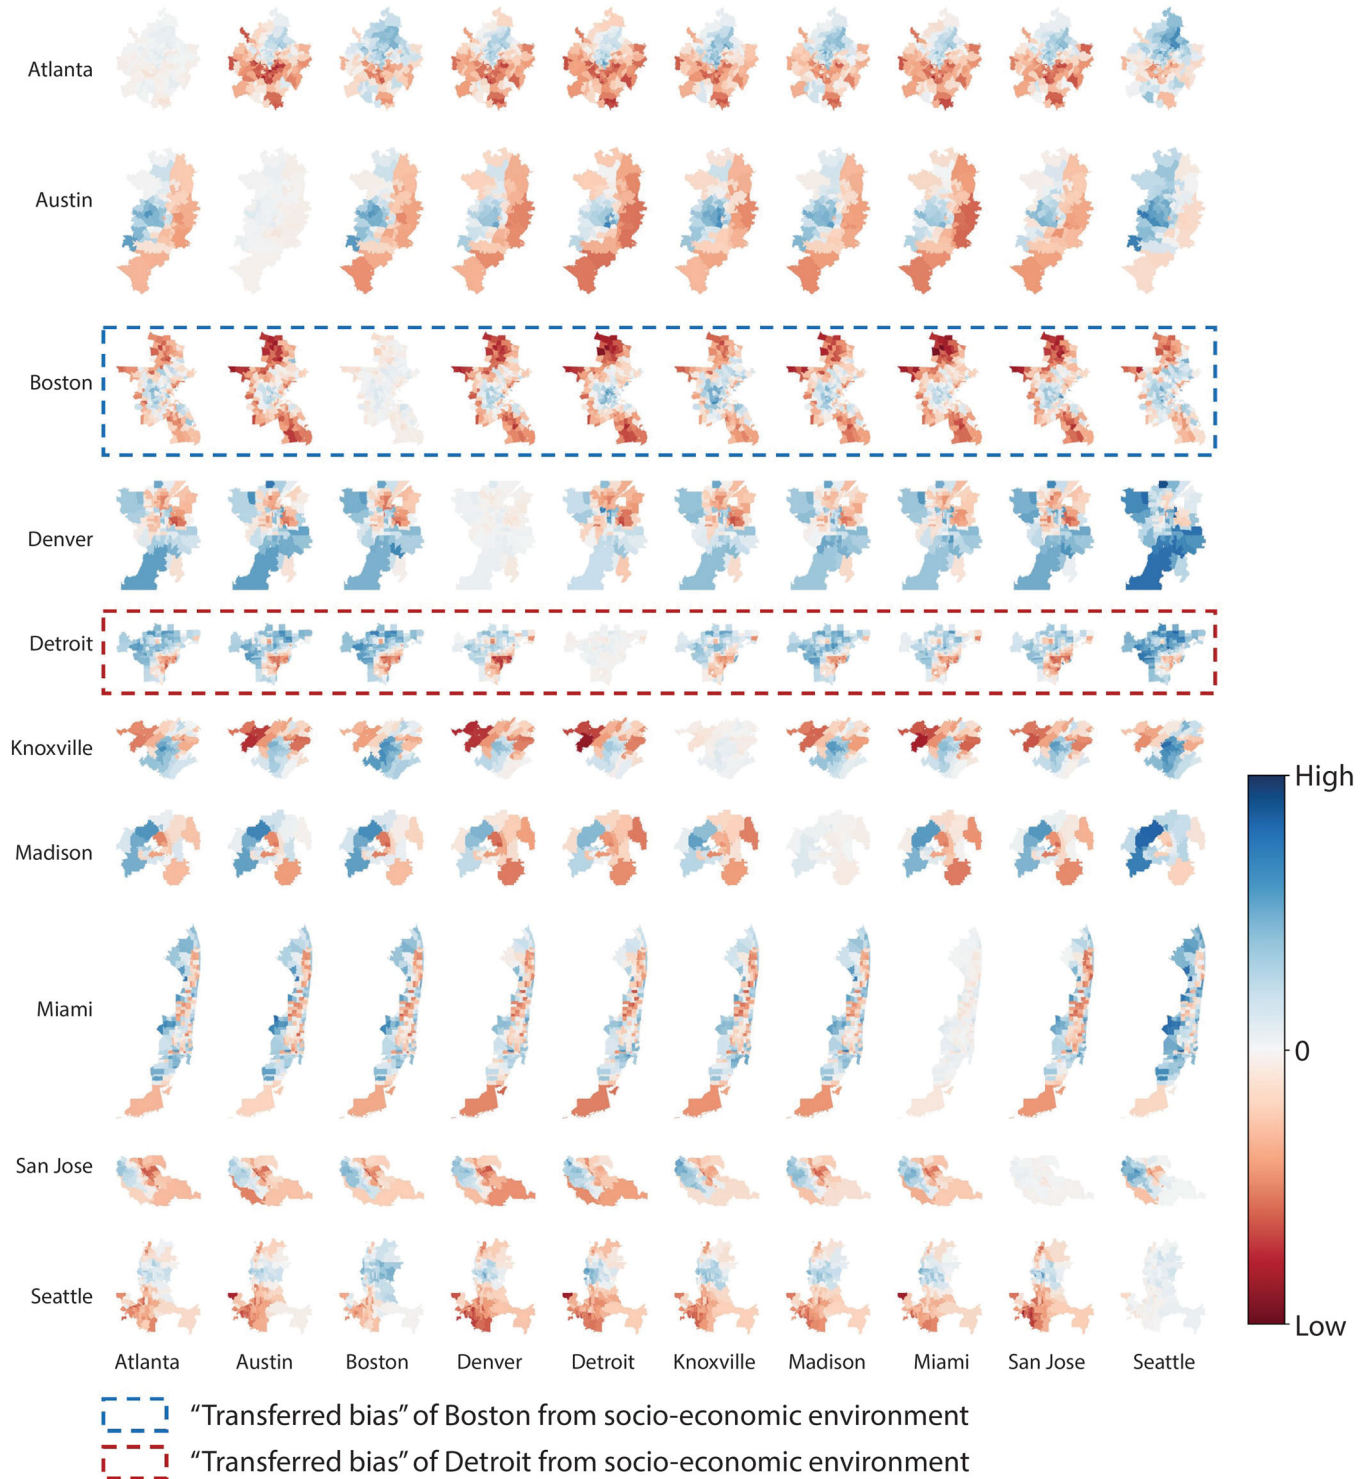 Atlanta
Austin
Boston
Denver
Detroit
Knoxville
Madison
Miami
San Jose
Seattle
High
0
Low
Atlanta Austin Boston Denver Detroit Knoxville Madison Miami San Jose Seattle
“Transferred bias” of Boston from socio-economic environment
“Transferred bias” of Detroit from socio-economic environment